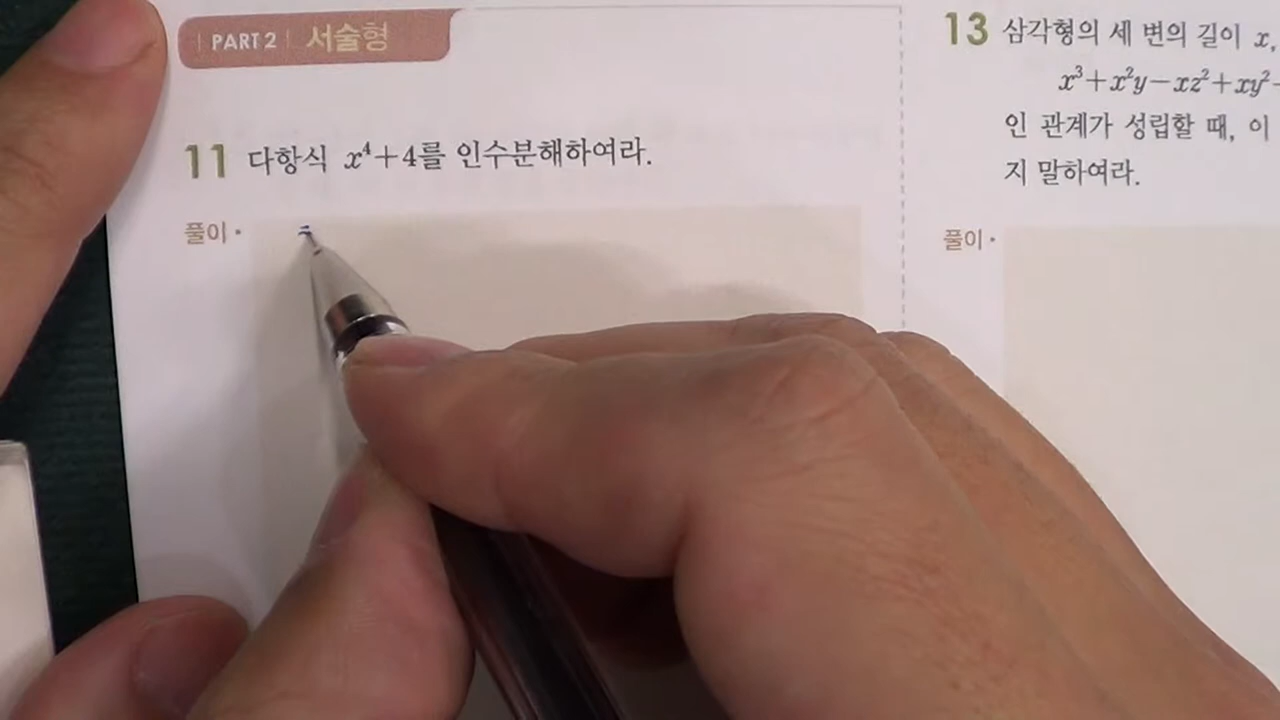 PART 2 서술형
11 다항식 x⁴+4를 인수분해하여라.
풀이 •
=
13 삼각형의 세 변의 길이 x,
x³+x²y−xz²+xy²−
인 관계가 성립할 때, 이
지 말하여라.
풀이 •